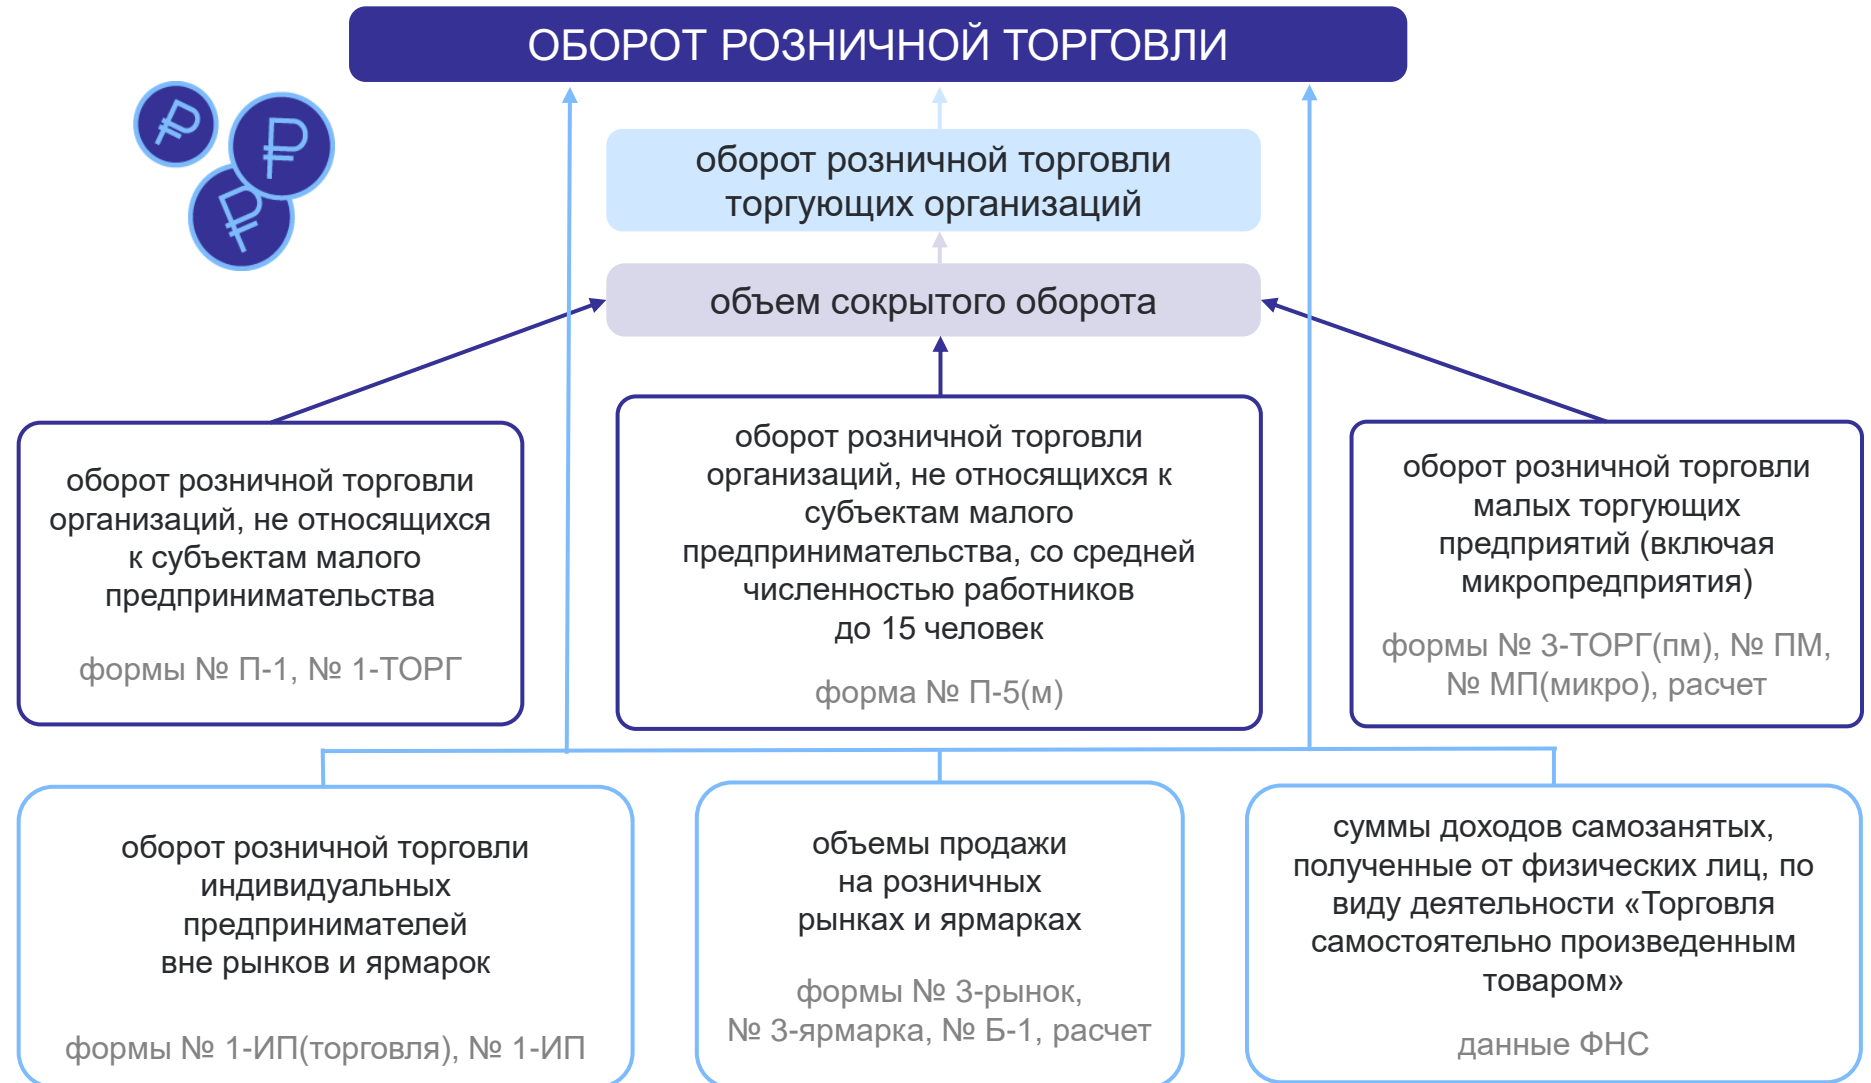 ОБОРОТ РОЗНИЧНОЙ ТОРГОВЛИ
оборот розничной торговли
торгующих организаций
объем сокрытого оборота
оборот розничной торговли
организаций, не относящихся
к субъектам малого
предпринимательства
формы № П-1, № 1-ТОРГ
оборот розничной торговли
организаций, не относящихся к
субъектам малого
предпринимательства, со средней
численностью работников
до 15 человек
форма № П-5(м)
оборот розничной торговли
малых торгующих
предприятий (включая
микропредприятия)
формы № 3-ТОРГ(пм), № ПМ,
№ МП(микро), расчет
оборот розничной торговли
индивидуальных
предпринимателей
вне рынков и ярмарок
формы № 1-ИП(торговля), № 1-ИП
объемы продажи
на розничных
рынках и ярмарках
формы № 3-рынок,
№ 3-ярмарка, № Б-1, расчет
суммы доходов самозанятых,
полученные от физических лиц, по
виду деятельности «Торговля
самостоятельно произведенным
товаром»
данные ФНС